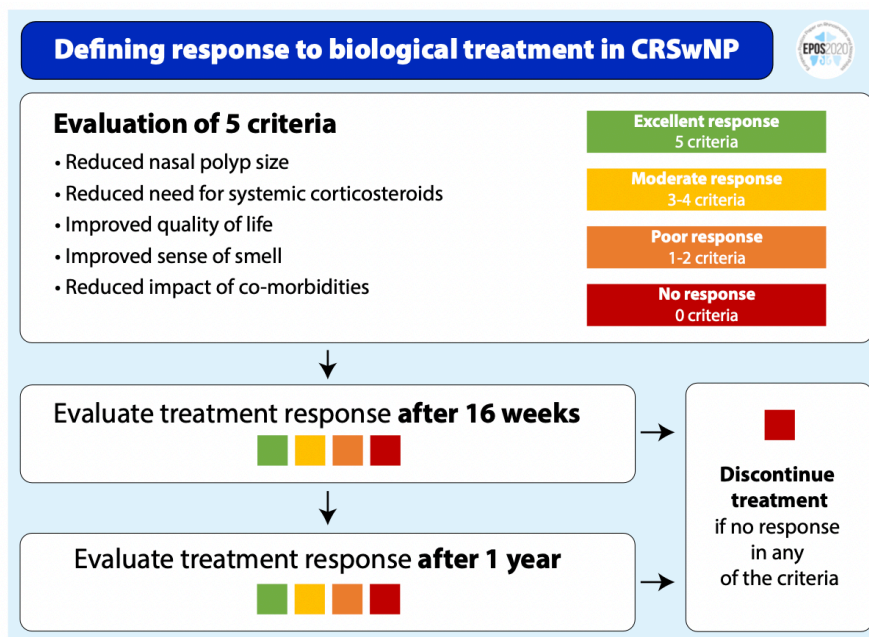 Defining response to biological treatment in CRSwNP
EPOS2020
Evaluation of 5 criteria
• Reduced nasal polyp size
• Reduced need for systemic corticosteroids
• Improved quality of life
• Improved sense of smell
• Reduced impact of co-morbidities
Excellent response
5 criteria
Moderate response
3-4 criteria
Poor response
1-2 criteria
No response
0 criteria
Evaluate treatment response after 16 weeks
Evaluate treatment response after 1 year
Discontinue
treatment
if no response
in any
of the criteria